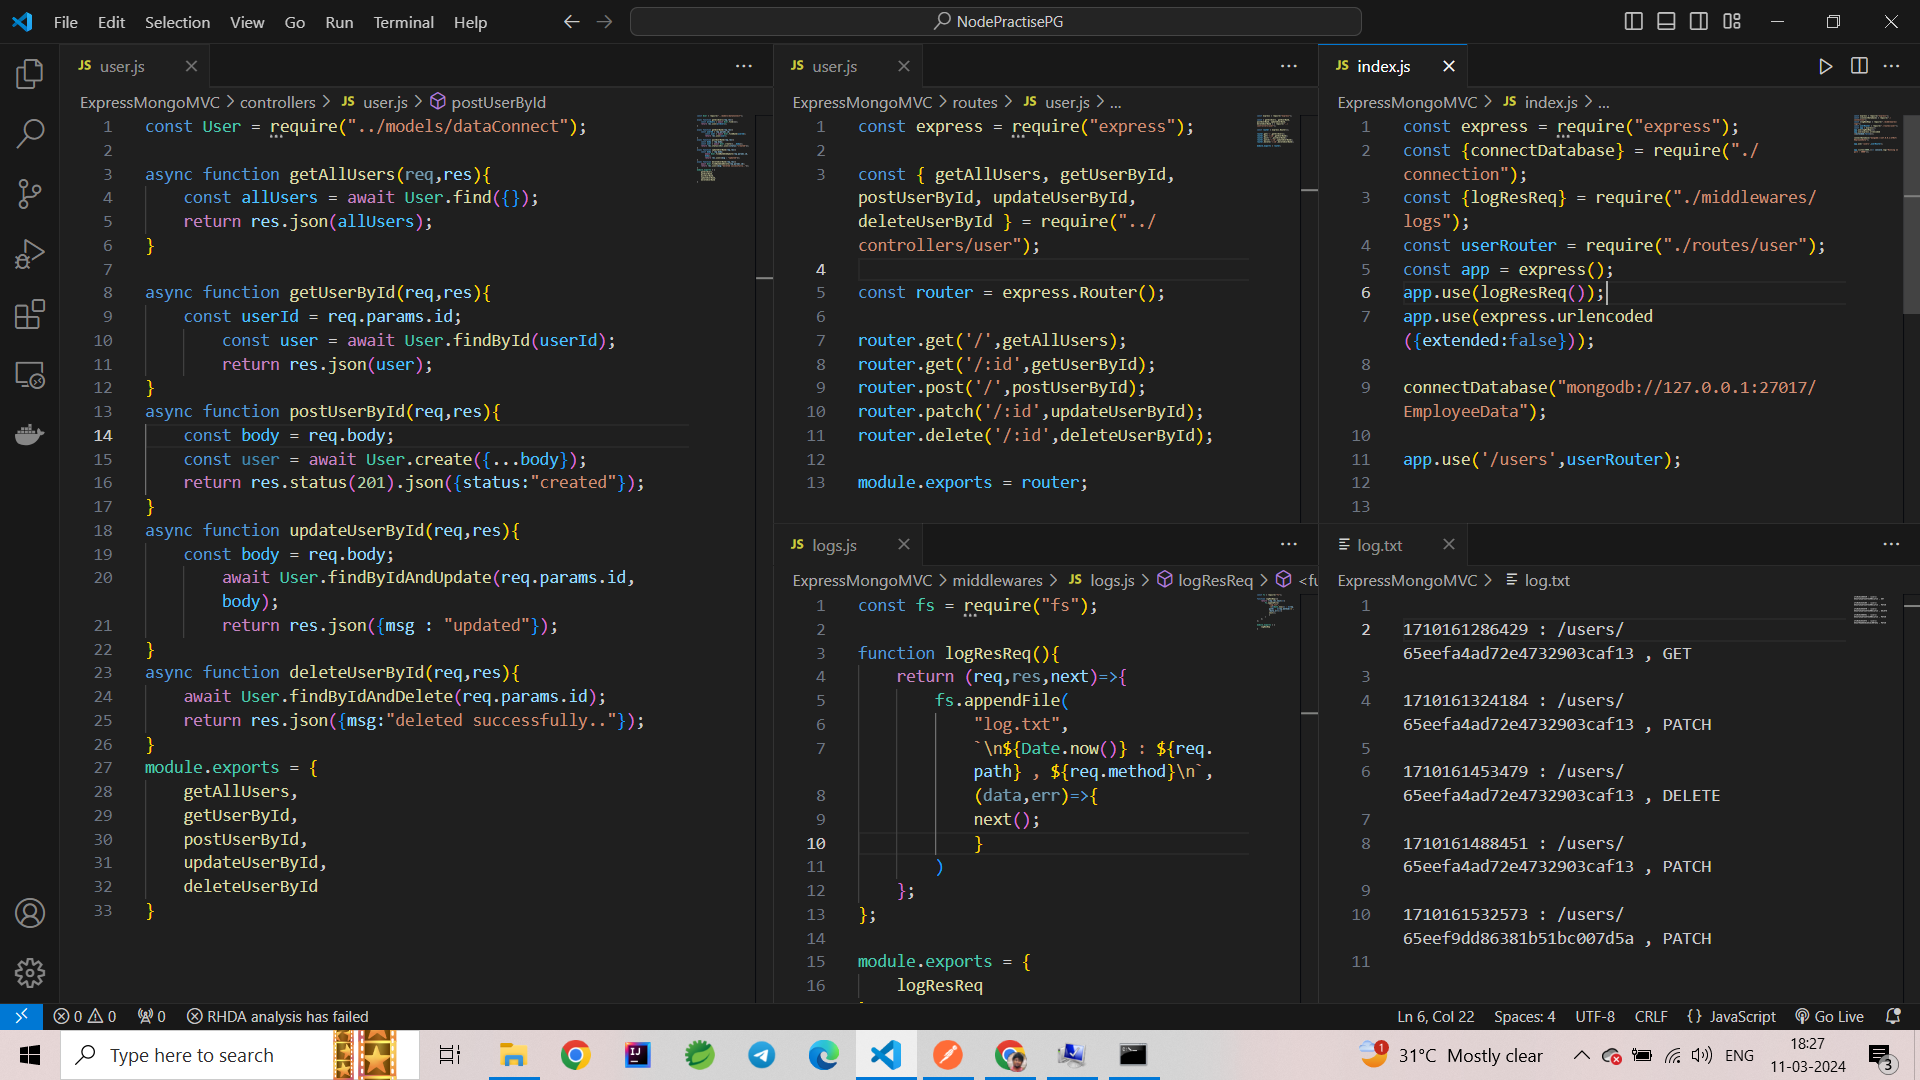 File Edit Selection View Go Run Terminal Help
NodePractisePG
JS user.js
ExpressMongoMVC > controllers > JS user.js > postUserById
1 const User = require("../models/dataConnect");
2
3 async function getAllUsers(req,res){
4 const allUsers = await User.find({});
5 return res.json(allUsers);
6 }
7
8 async function getUserById(req,res){
9 const userId = req.params.id;
10 const user = await User.findById(userId);
11 return res.json(user);
12 }
13 async function postUserById(req,res){
14 const body = req.body;
15 const user = await User.create({...body});
16 return res.status(201).json({status:"created"});
17 }
18 async function updateUserById(req,res){
19 const body = req.body;
20 await User.findByIdAndUpdate(req.params.id,
body);
21 return res.json({msg : "updated"});
22 }
23 async function deleteUserById(req,res){
24 await User.findByIdAndDelete(req.params.id);
25 return res.json({msg:"deleted successfully.."});
26 }
27 module.exports = {
28 getAllUsers,
29 getUserById,
30 postUserById,
31 updateUserById,
32 deleteUserById
33 }
JS user.js
ExpressMongoMVC > routes > JS user.js > ...
1 const express = require("express");
2
3 const { getAllUsers, getUserById,
postUserById, updateUserById,
deleteUserById } = require("../
controllers/user");
4
5 const router = express.Router();
6
7 router.get('/',getAllUsers);
8 router.get('/:id',getUserById);
9 router.post('/',postUserById);
10 router.patch('/:id',updateUserById);
11 router.delete('/:id',deleteUserById);
12
13 module.exports = router;
JS index.js
ExpressMongoMVC > JS index.js > ...
1 const express = require("express");
2 const {connectDatabase} = require("./
connection");
3 const {logResReq} = require("./middlewares/
logs");
4 const userRouter = require("./routes/user");
5 const app = express();
6 app.use(logResReq());
7 app.use(express.urlencoded
({extended:false}));
8
9 connectDatabase("mongodb://127.0.0.1:27017/
EmployeeData");
10
11 app.use('/users',userRouter);
12
13
JS logs.js
ExpressMongoMVC > middlewares > JS logs.js > logResReq > <fu
1 const fs = require("fs");
2
3 function logResReq(){
4 return (req,res,next)=>{
5 fs.appendFile(
6 "log.txt",
7 `\n${Date.now()} : ${req.
path} , ${req.method}\n`,
8 (data,err)=>{
9 next();
10 }
11 )
12 };
13 };
14
15 module.exports = {
16 logResReq
log.txt
ExpressMongoMVC > log.txt
1
2 1710161286429 : /users/
65eefa4ad72e4732903caf13 , GET
3
4 1710161324184 : /users/
65eefa4ad72e4732903caf13 , PATCH
5
6 1710161453479 : /users/
65eefa4ad72e4732903caf13 , DELETE
7
8 1710161488451 : /users/
65eefa4ad72e4732903caf13 , PATCH
9
10 1710161532573 : /users/
65eef9dd86381b51bc007d5a , PATCH
11
0 0 0 RHDA analysis has failed
Ln 6, Col 22 Spaces: 4 UTF-8 CRLF {} JavaScript Go Live
Type here to search
1 31°C Mostly clear ENG 18:27
11-03-2024 3